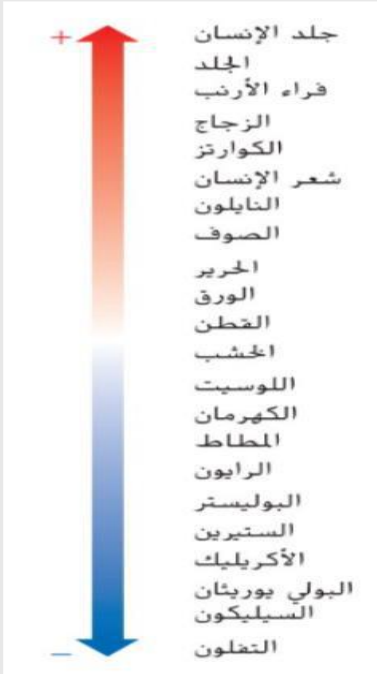 +
جلد الإنسان
الجلد
فراء الأرنب
الزجاج
الكوارتز
شعر الإنسان
النايلون
الصوف
الحرير
الورق
القطن
الخشب
اللوسيت
الكهرمان
المطاط
الرايون
البوليستر
الستيرين
الأكريليك
البولي يوريثان
السيليكون
التفلون
−